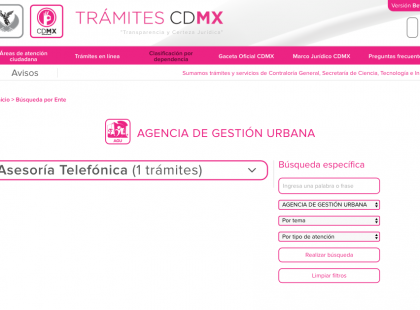 CDMX
TRÁMITES CDMX
"Transparencia y Certeza Jurídica"
Versión Be
Áreas de atención
ciudadana
Trámites en línea
Clasificación por
dependencia
Gaceta Oficial CDMX
Marco Jurídico CDMX
Preguntas frecuente
Avisos
Sumamos trámites y servicios de Contraloría General, Secretaría de Ciencia, Tecnología e In
icio > Búsqueda por Ente
AGU
AGENCIA DE GESTIÓN URBANA
Asesoría Telefónica (1 trámites)
Búsqueda específica
Ingrese una palabra o frase
AGENCIA DE GESTIÓN URBANA
Por tema
Por tipo de atención
Realizar búsqueda
Limpiar filtros